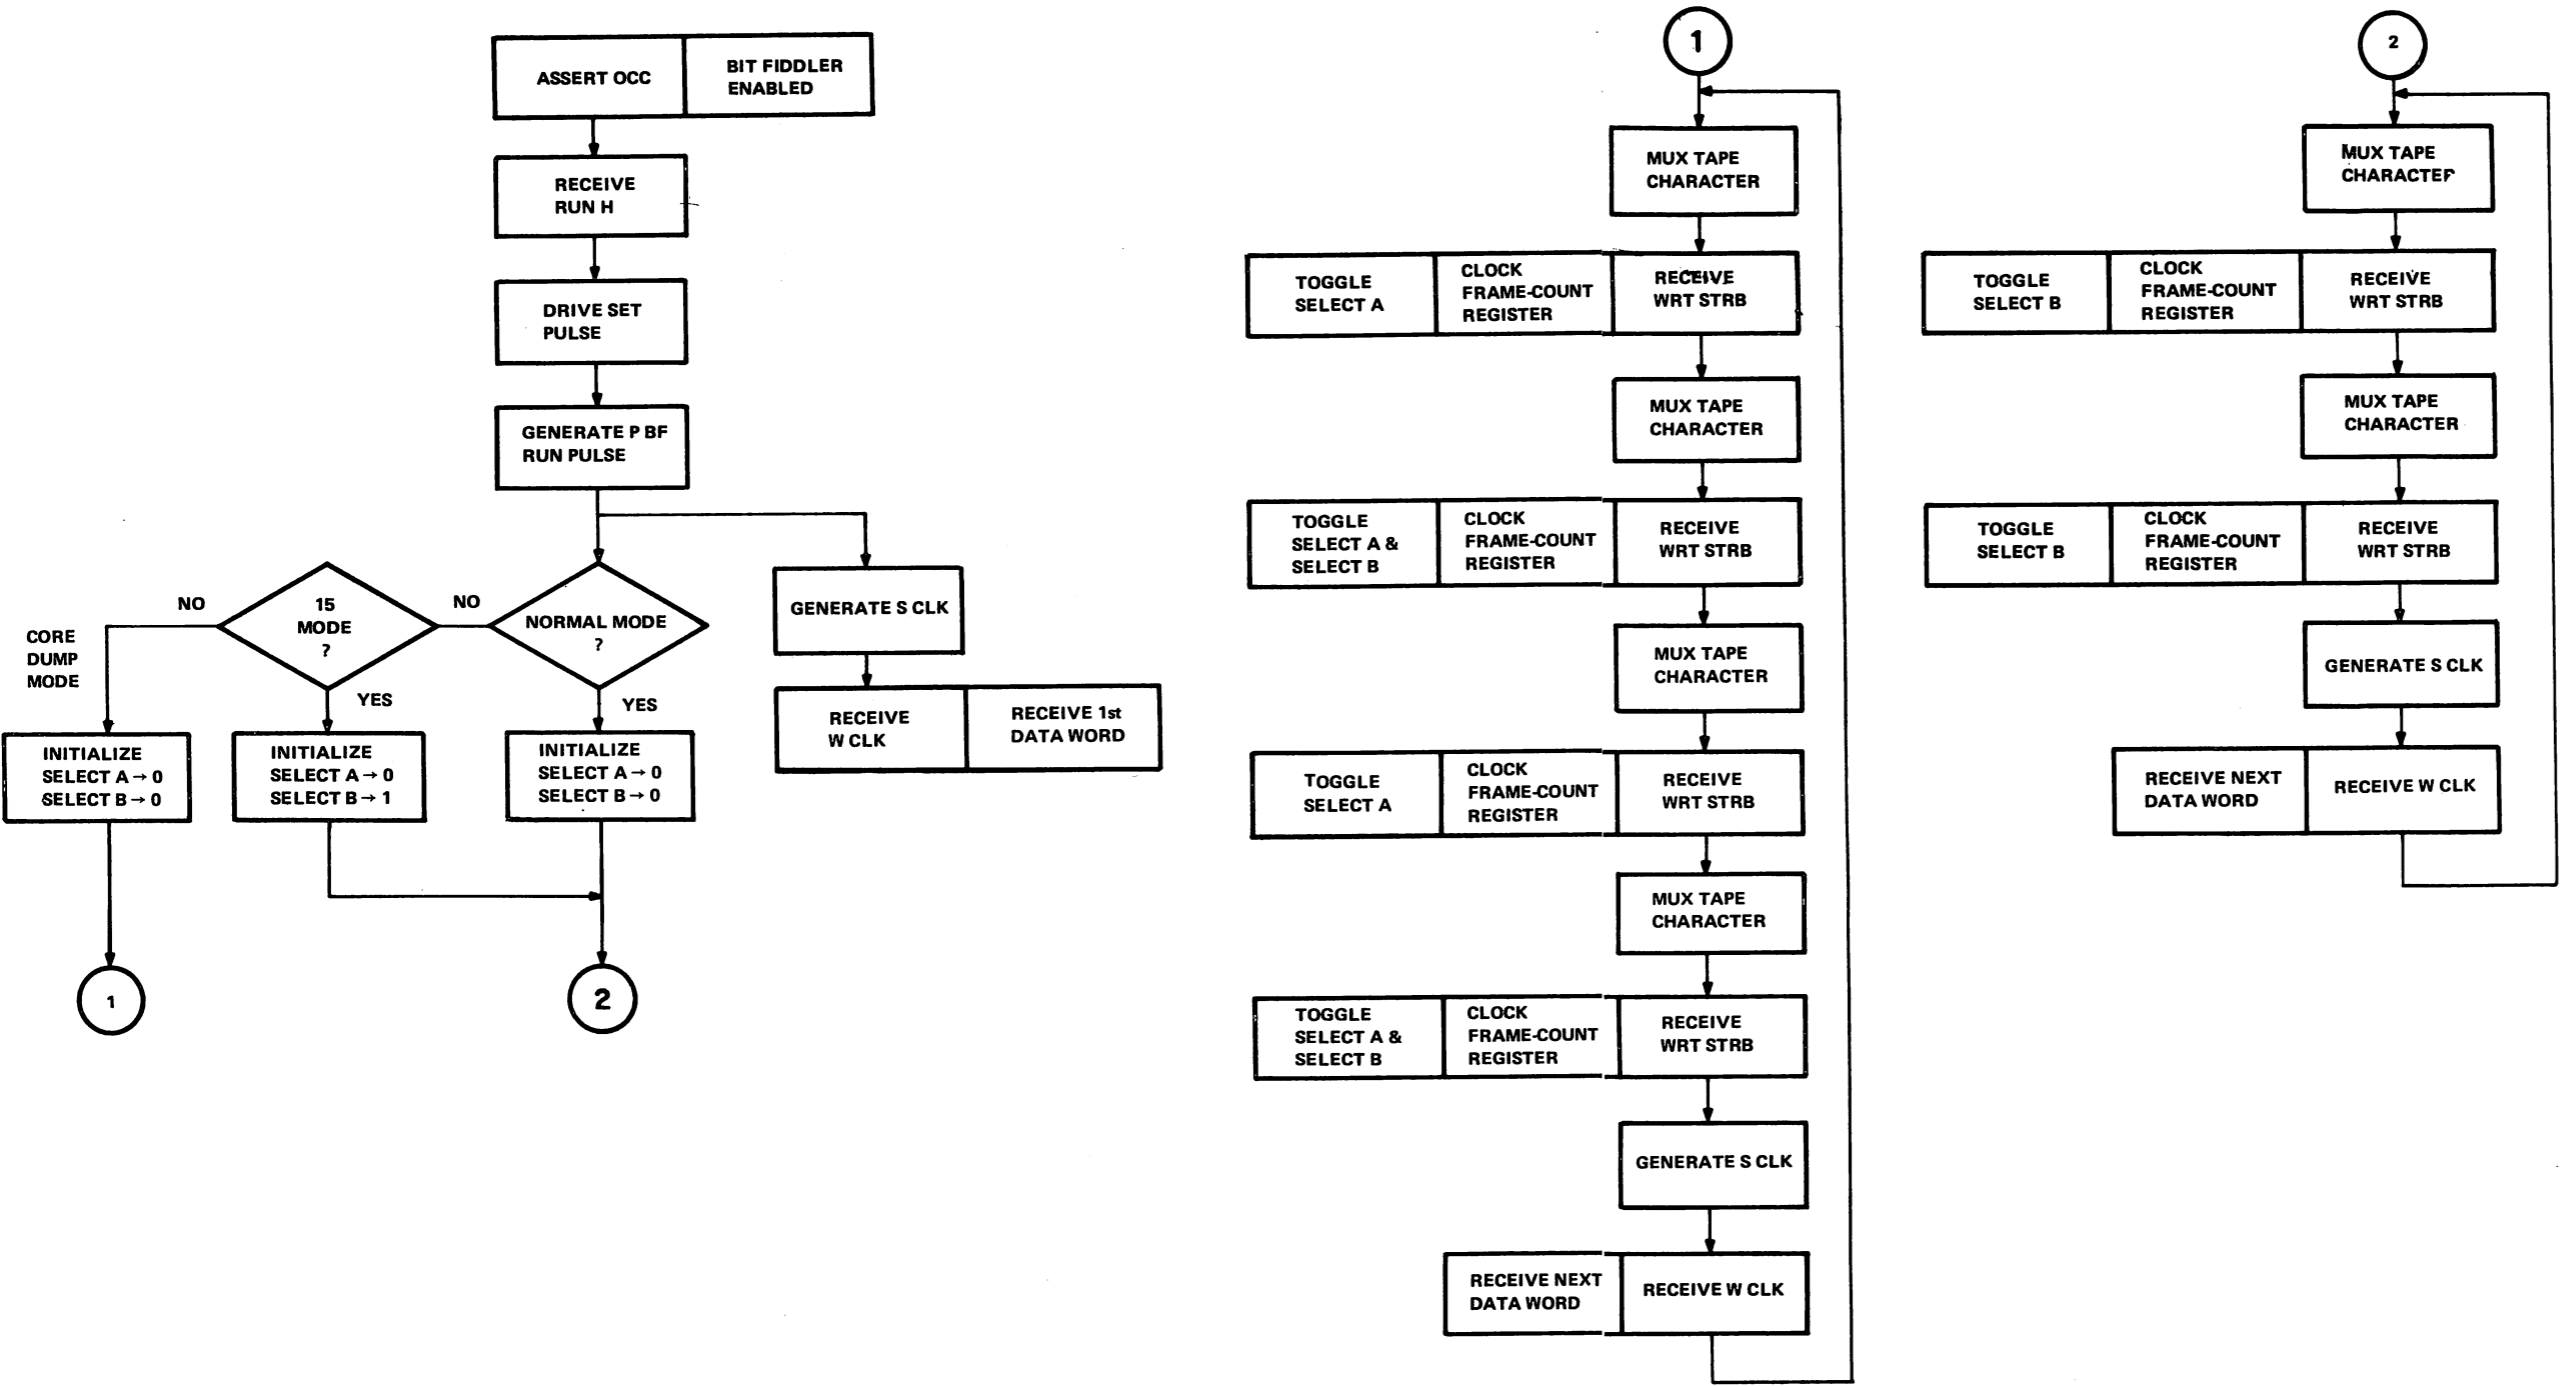 ASSERT OCC
BIT FIDDLER
ENABLED
RECEIVE
RUN H
DRIVE SET
PULSE
GENERATE P BF
RUN PULSE
NORMAL MODE
?
NO
15
MODE
?
NO
CORE
DUMP
MODE
YES
YES
GENERATE S CLK
RECEIVE
W CLK
RECEIVE 1st
DATA WORD
INITIALIZE
SELECT A → 0
SELECT B → 0
INITIALIZE
SELECT A → 0
SELECT B → 1
INITIALIZE
SELECT A → 0
SELECT B → 0
1
2
1
MUX TAPE
CHARACTER
TOGGLE
SELECT A
CLOCK
FRAME-COUNT
REGISTER
RECEIVE
WRT STRB
MUX TAPE
CHARACTER
TOGGLE
SELECT A &
SELECT B
CLOCK
FRAME-COUNT
REGISTER
RECEIVE
WRT STRB
MUX TAPE
CHARACTER
TOGGLE
SELECT A
CLOCK
FRAME-COUNT
REGISTER
RECEIVE
WRT STRB
MUX TAPE
CHARACTER
TOGGLE
SELECT A &
SELECT B
CLOCK
FRAME-COUNT
REGISTER
RECEIVE
WRT STRB
GENERATE S CLK
RECEIVE NEXT
DATA WORD
RECEIVE W CLK
2
MUX TAPE
CHARACTER
TOGGLE
SELECT B
CLOCK
FRAME-COUNT
REGISTER
RECEIVE
WRT STRB
MUX TAPE
CHARACTER
TOGGLE
SELECT B
CLOCK
FRAME-COUNT
REGISTER
RECEIVE
WRT STRB
GENERATE S CLK
RECEIVE NEXT
DATA WORD
RECEIVE W CLK